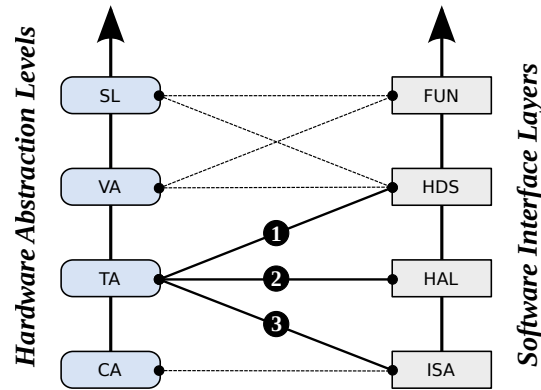 Hardware Abstraction Levels
SL
VA
TA
CA
1
2
3
FUN
HDS
HAL
ISA
Software Interface Layers